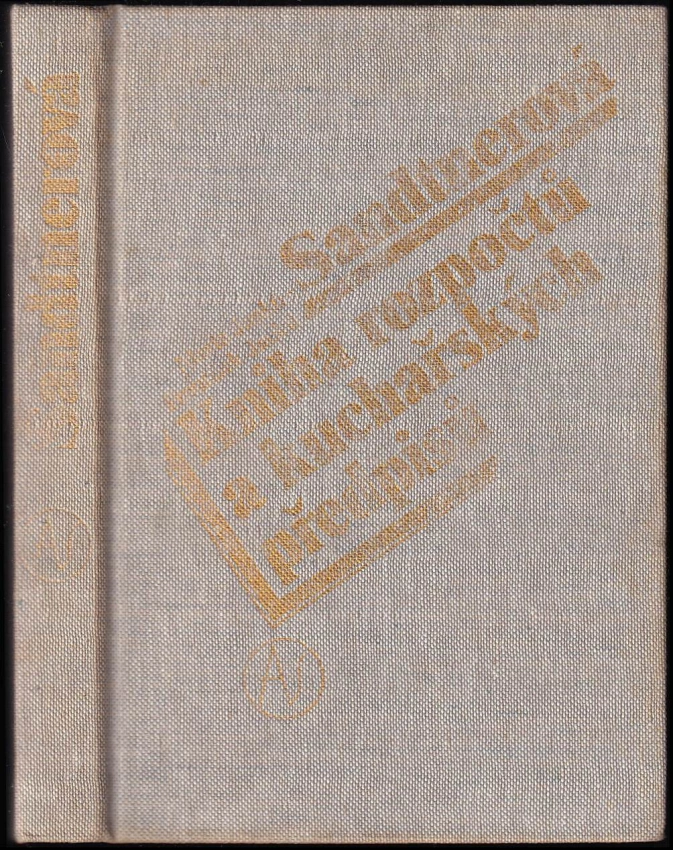 Sandtnerová
Sandtnerová
Kniha rozpočtů
a kuchařských
předpisů